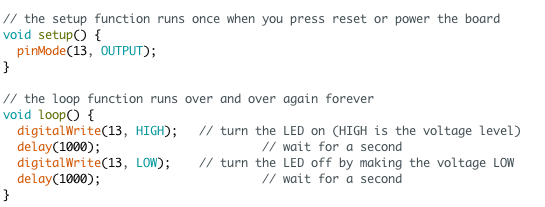 // the setup function runs once when you press reset or power the board
void setup() {
  pinMode(13, OUTPUT);
}

// the loop function runs over and over again forever
void loop() {
  digitalWrite(13, HIGH);   // turn the LED on (HIGH is the voltage level)
  delay(1000);                       // wait for a second
  digitalWrite(13, LOW);    // turn the LED off by making the voltage LOW
  delay(1000);                       // wait for a second
}